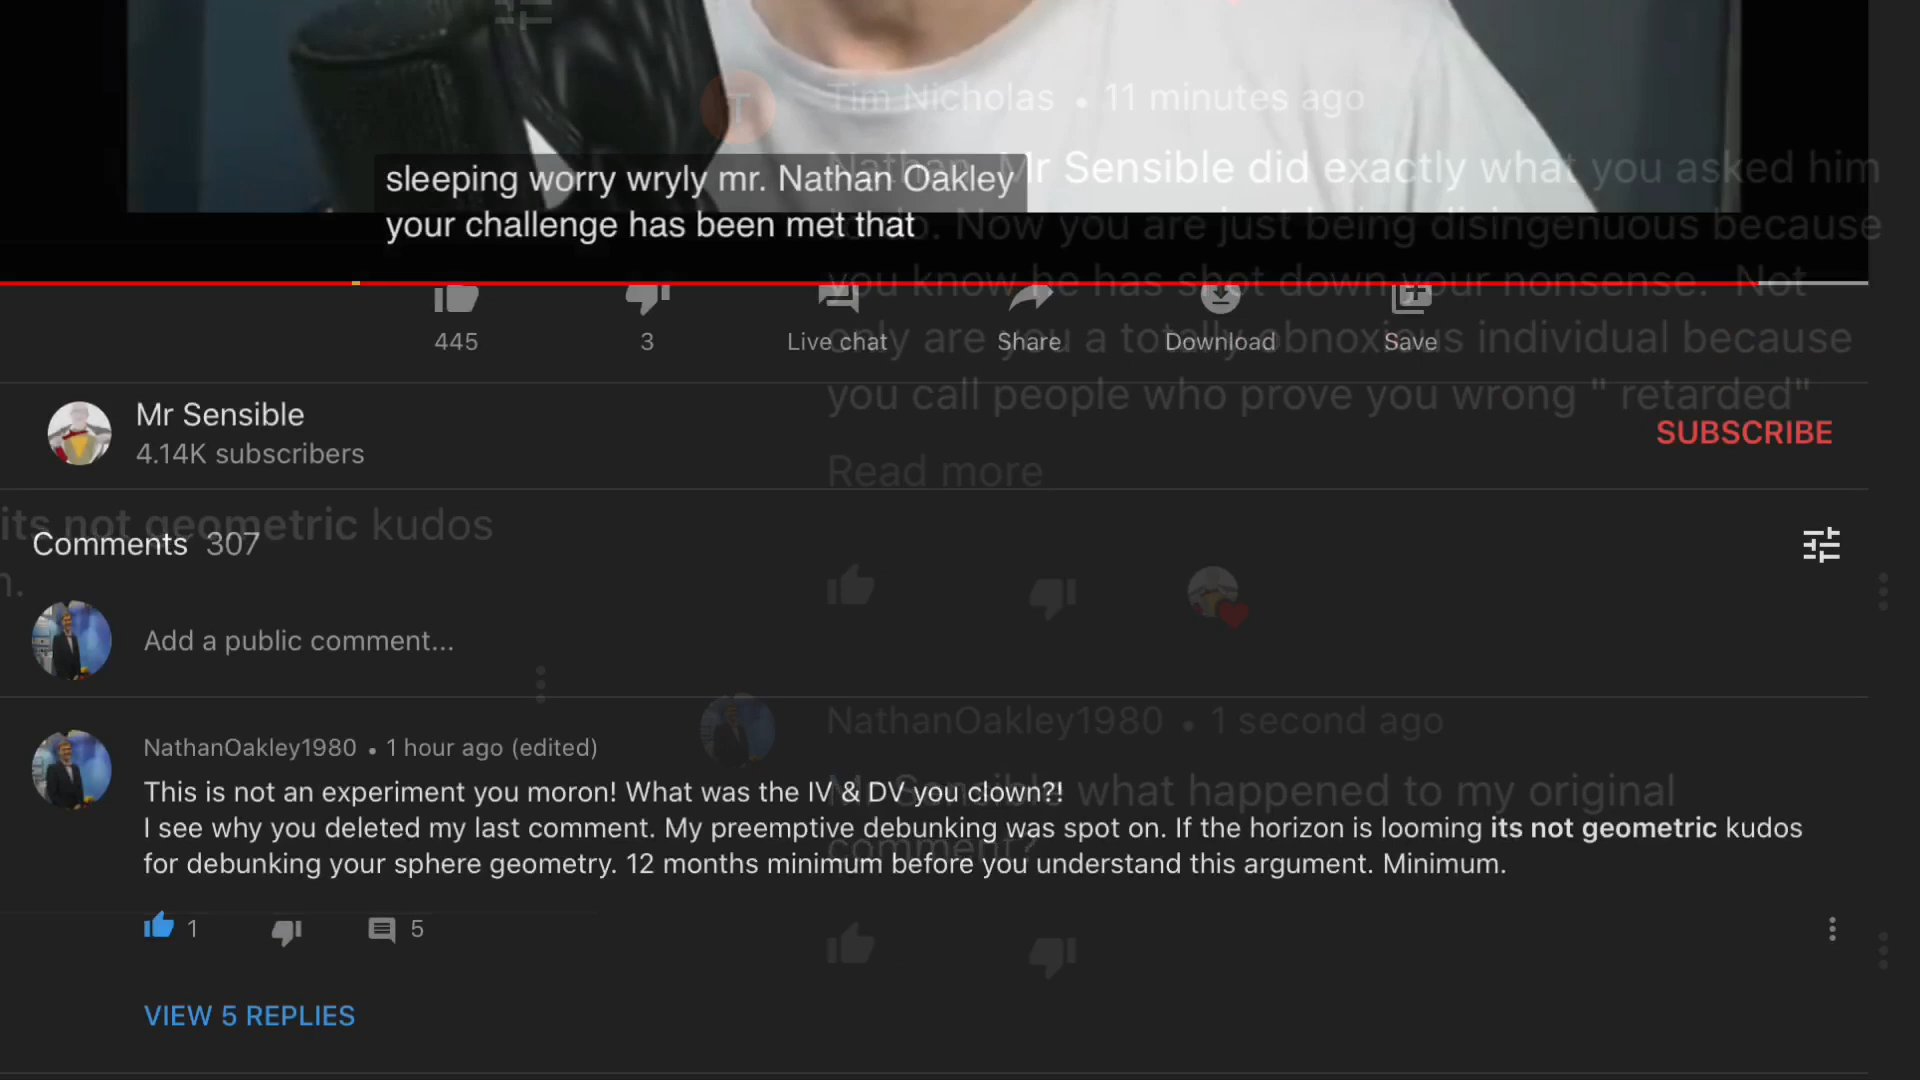 Tim Nicholas • 11 minutes ago
Nathan, Mr Sensible did exactly what you asked him
to do. Now you are just being disingenuous because
you know he has shot down your nonsense. Not
only are you a totally obnoxious individual because
you call people who prove you wrong " retarded"
Read more
sleeping worry wryly mr. Nathan Oakley
your challenge has been met that
445
3
Live chat
Share
Download
Save
Mr Sensible
4.14K subscribers
SUBSCRIBE
its not geometric kudos
Comments 307
Add a public comment...
NathanOakley1980 • 1 second ago
Mr Sensible what happened to my original
comment?
NathanOakley1980 • 1 hour ago (edited)
This is not an experiment you moron! What was the IV & DV you clown?!
I see why you deleted my last comment. My preemptive debunking was spot on. If the horizon is looming its not geometric kudos
for debunking your sphere geometry. 12 months minimum before you understand this argument. Minimum.
1
5
VIEW 5 REPLIES